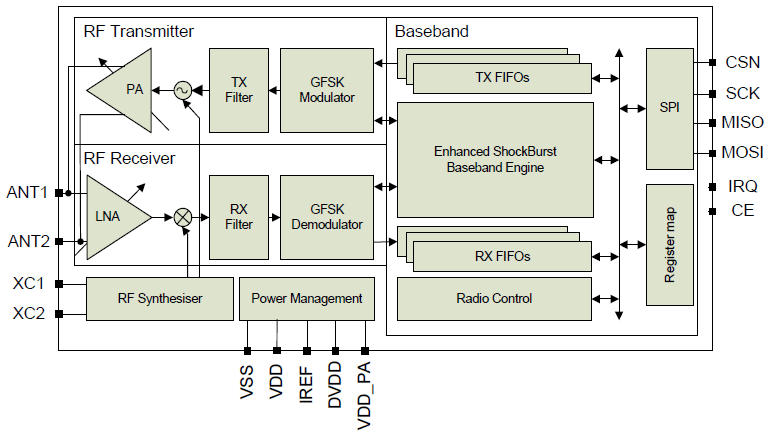 RF Transmitter
Baseband
PA
TX
Filter
GFSK
Modulator
TX FIFOs
SPI
CSN
SCK
MISO
MOSI
Enhanced ShockBurst
Baseband Engine
RF Receiver
ANT1
ANT2
LNA
RX
Filter
GFSK
Demodulator
RX FIFOs
Register map
IRQ
CE
XC1
XC2
RF Synthesiser
Power Management
Radio Control
VSS
VDD
IREF
DVDD
VDD_PA